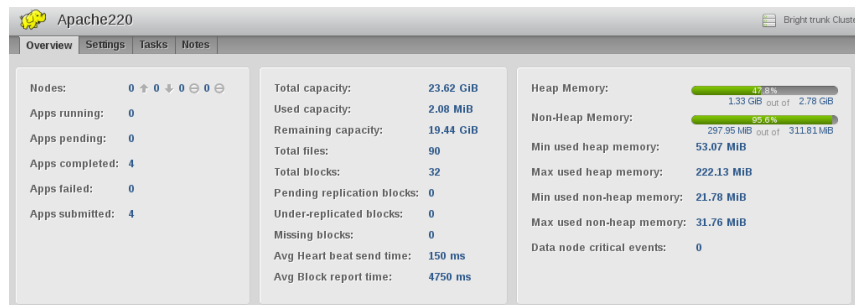 Apache220
Bright trunk Cluste
Overview Settings Tasks Notes
Nodes: 0 0 0 0
Apps running: 0
Apps pending: 0
Apps completed: 4
Apps failed: 0
Apps submitted: 4
Total capacity: 23.62 GiB
Used capacity: 2.08 MiB
Remaining capacity: 19.44 GiB
Total files: 90
Total blocks: 32
Pending replication blocks: 0
Under-replicated blocks: 0
Missing blocks: 0
Avg Heart beat send time: 150 ms
Avg Block report time: 4750 ms
Heap Memory: 47.8%
1.33 GiB out of 2.78 GiB
Non-Heap Memory: 95.6%
297.95 MiB out of 311.81 MiB
Min used heap memory: 53.07 MiB
Max used heap memory: 222.13 MiB
Min used non-heap memory: 21.78 MiB
Max used non-heap memory: 31.76 MiB
Data node critical events: 0